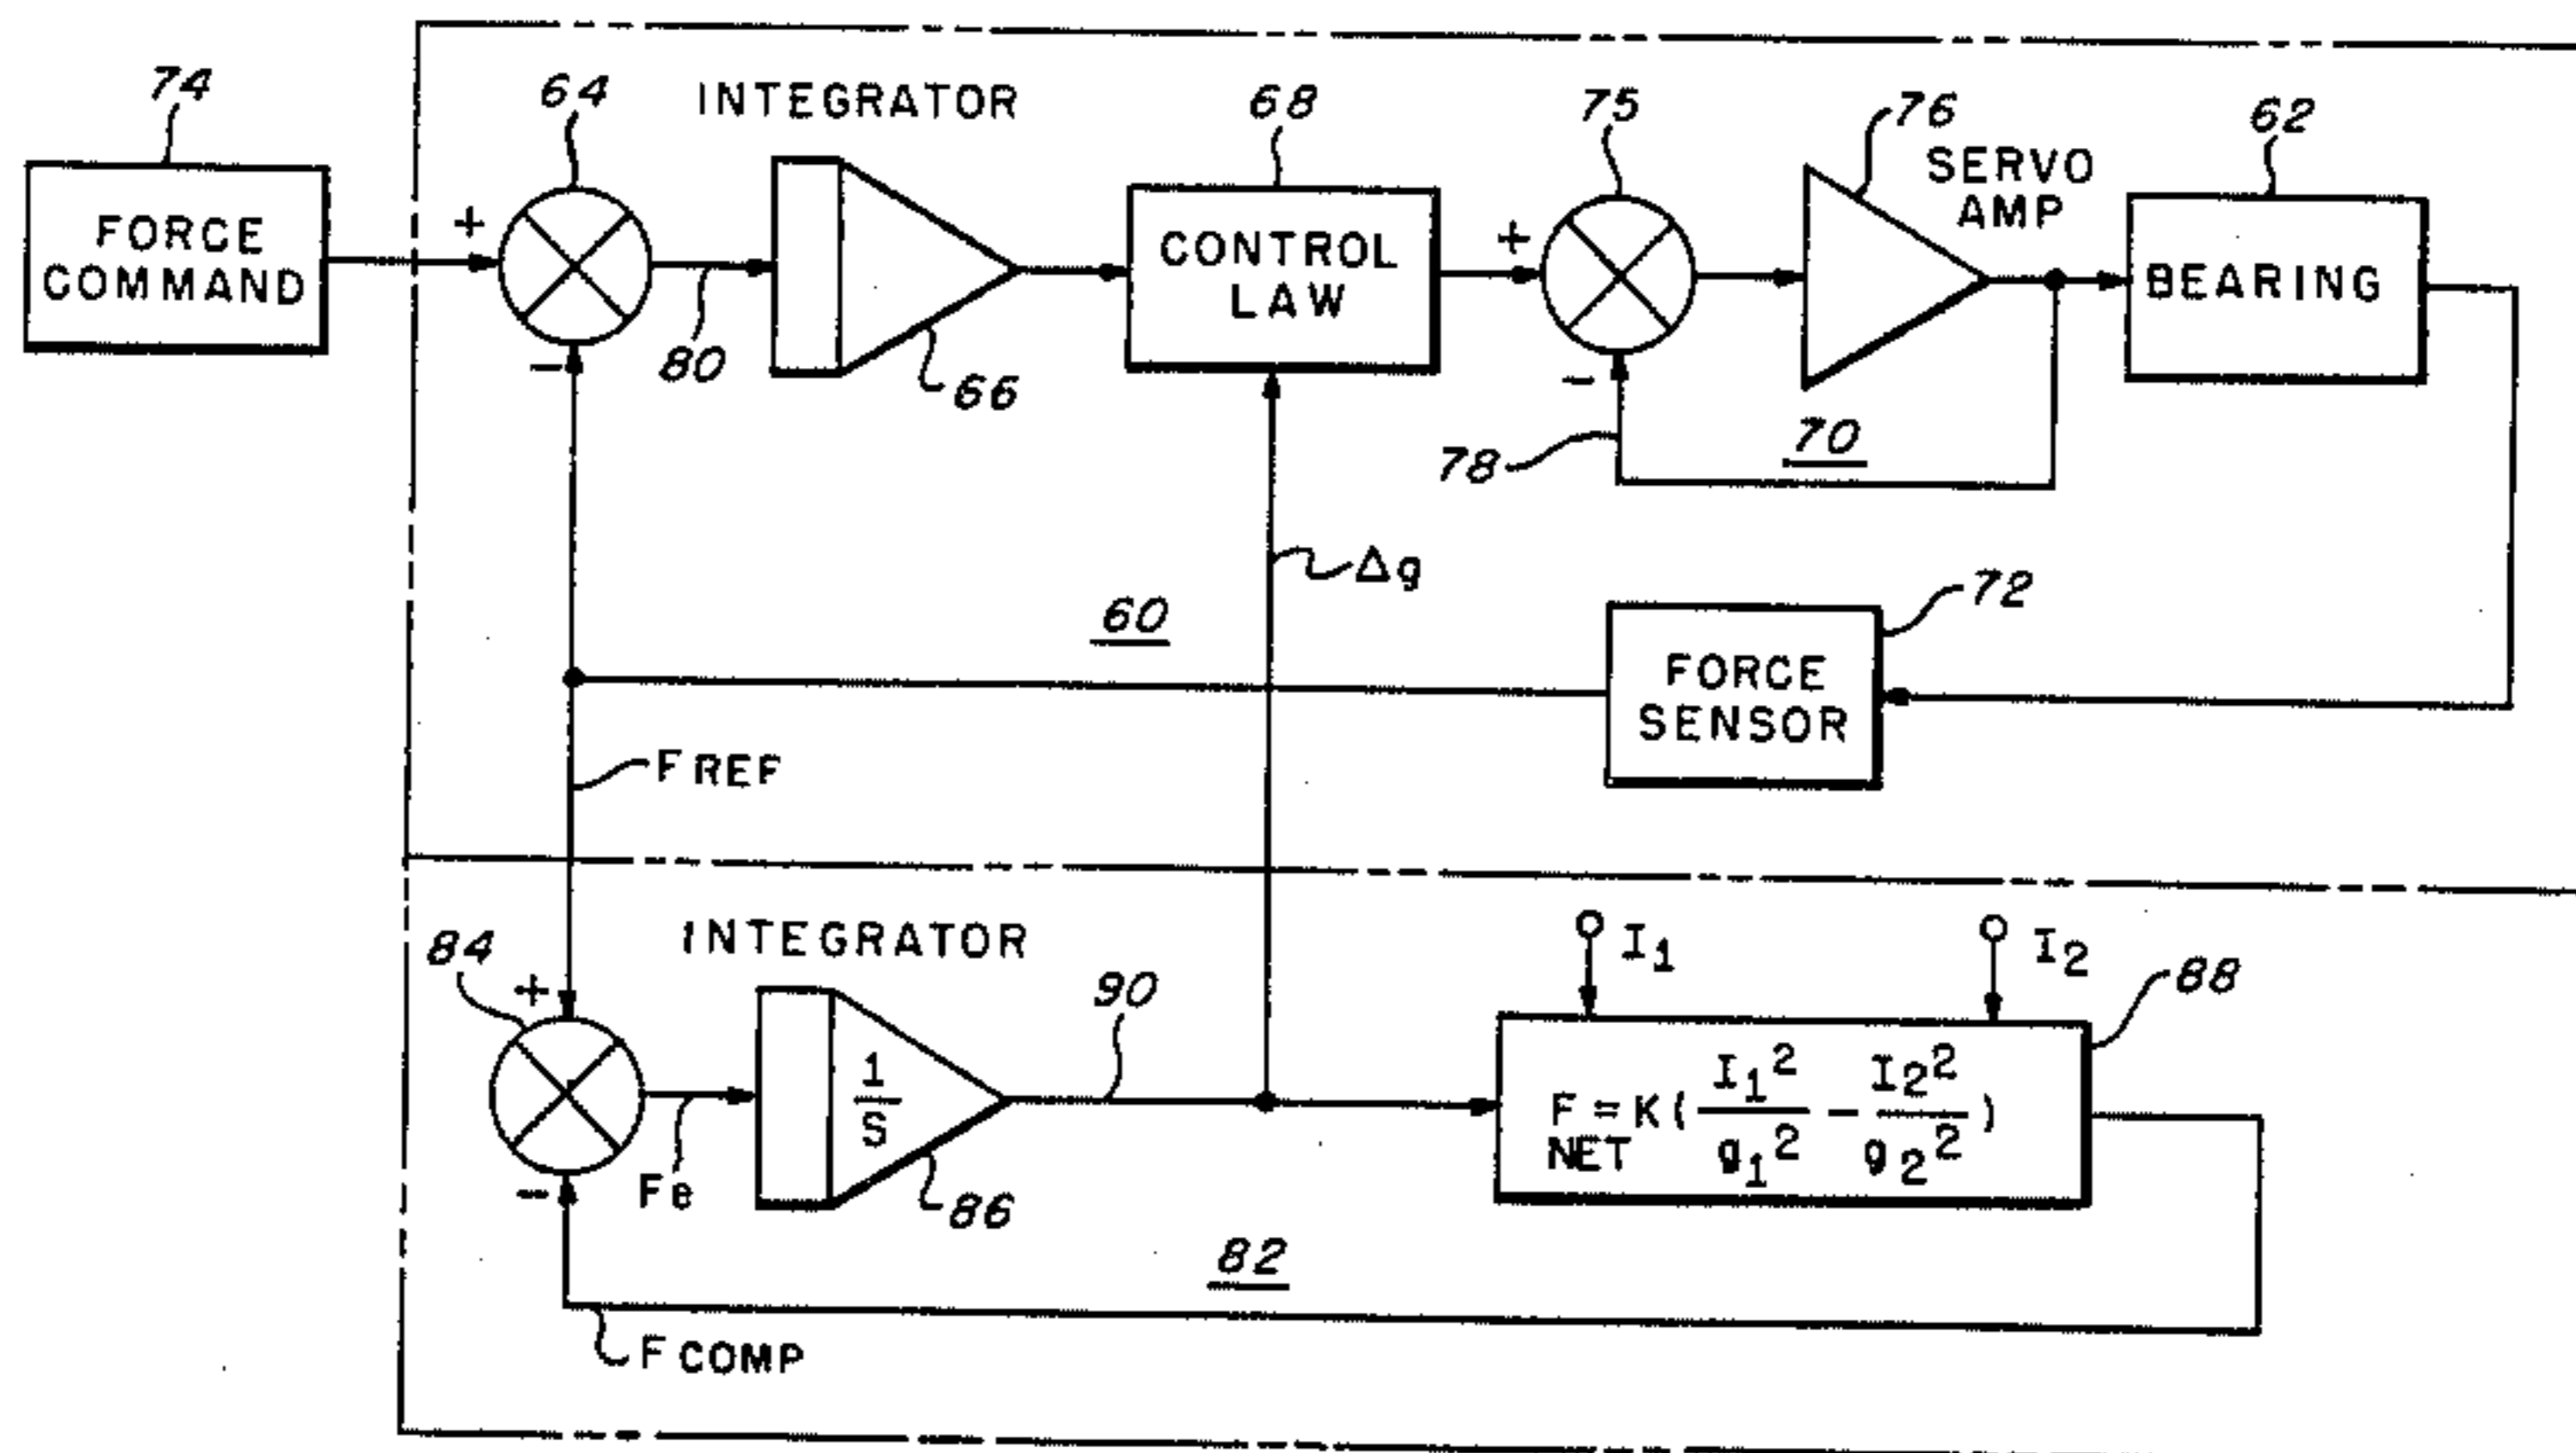 74
64
INTEGRATOR
68
75
76
SERVO
AMP
62
FORCE
COMMAND
+
-
80
66
CONTROL
LAW
+
-
78
70
BEARING
Δg
60
72
FORCE
SENSOR
F REF
84
+
-
INTEGRATOR
1
S
Fe
86
90
I1
I2
88
F NET = K ( I1² / g1² - I2² / g2² )
82
F COMP